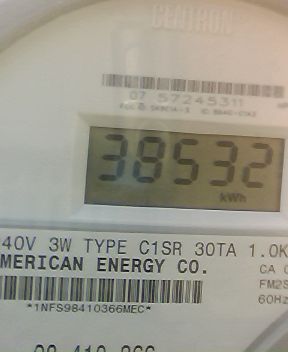 CENTRON
07 57245311
38532
kWh
40V 3W TYPE C1SR 30TA 1.0K
MERICAN ENERGY CO.
CA
FM2S
60Hz
*1NFS98410366MEC*